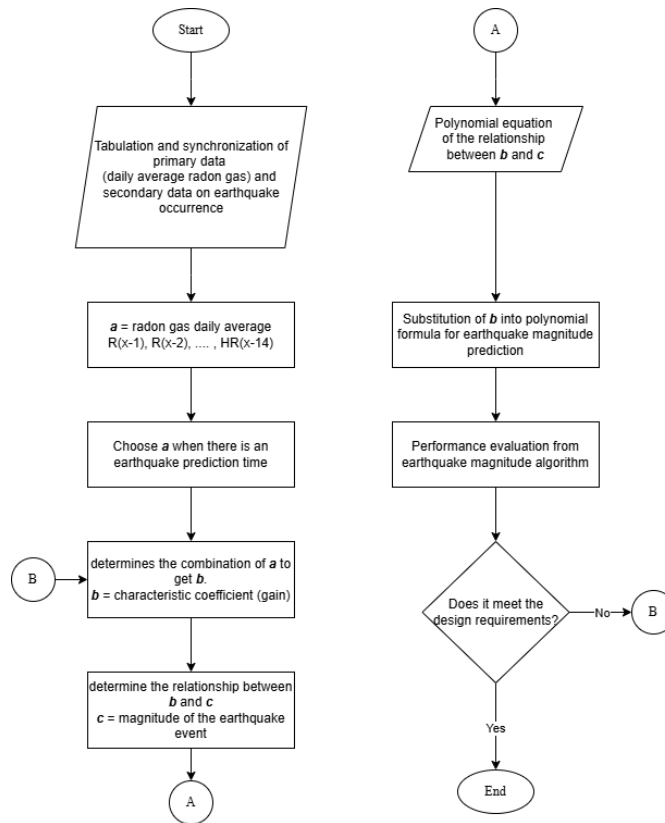 Start
Tabulation and synchronization of
primary data
(daily average radon gas) and
secondary data on earthquake
occurrence
a = radon gas daily average
R(x-1), R(x-2), .... , HR(x-14)
Choose a when there is an
earthquake prediction time
B
determines the combination of a to
get b.
b = characteristic coefficient (gain)
determine the relationship between
b and c
c = magnitude of the earthquake
event
A
A
Polynomial equation
of the relationship
between b and c
Substitution of b into polynomial
formula for earthquake magnitude
prediction
Performance evaluation from
earthquake magnitude algorithm
Does it meet the
design requirements?
No
B
Yes
End